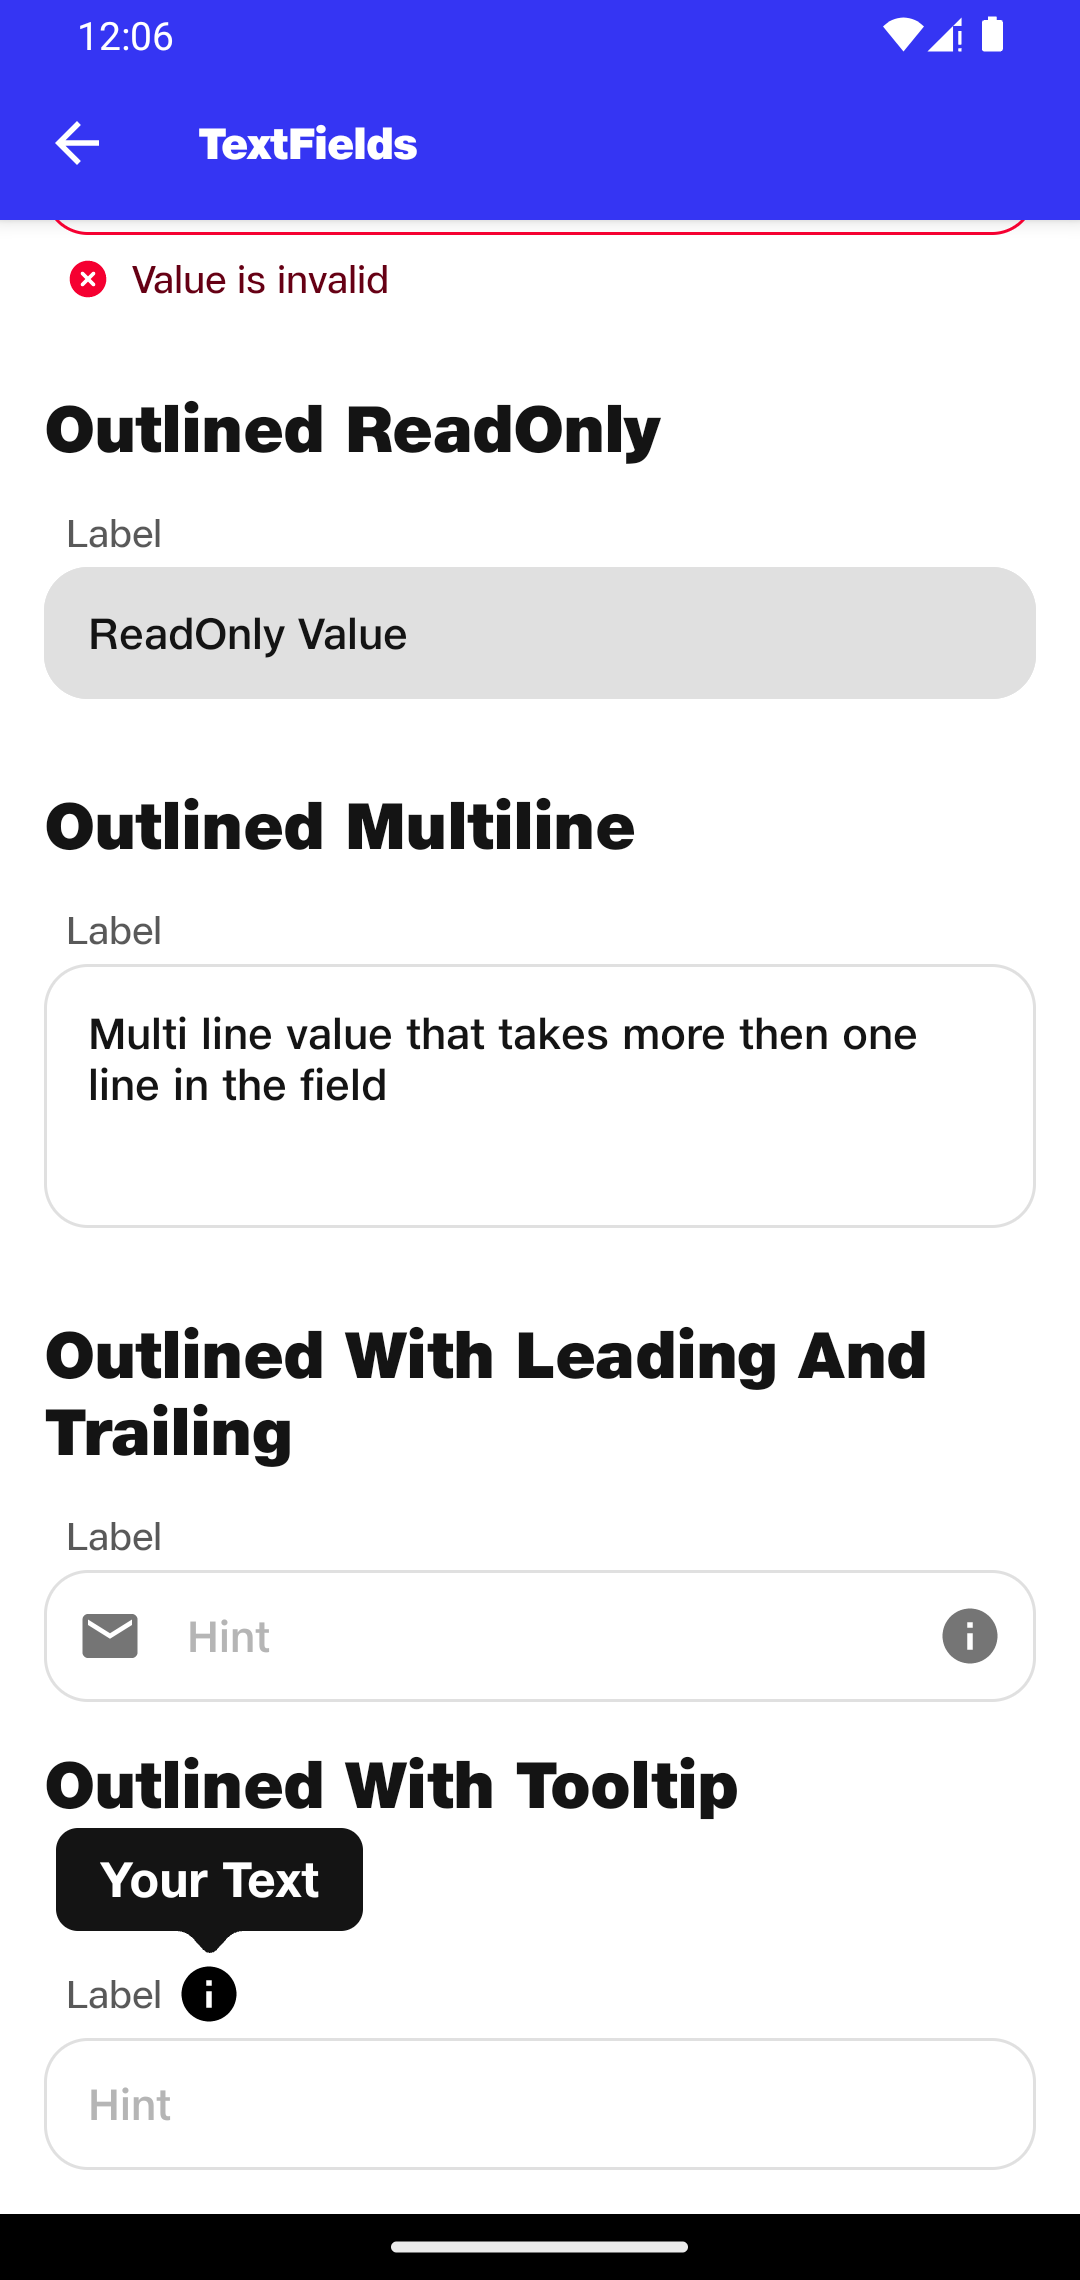 12:06
TextFields
Value is invalid
Outlined ReadOnly
Label
ReadOnly Value
Outlined Multiline
Label
Multi line value that takes more then one
line in the field
Outlined With Leading And
Trailing
Label
Hint
Outlined With Tooltip
Your Text
Label
Hint